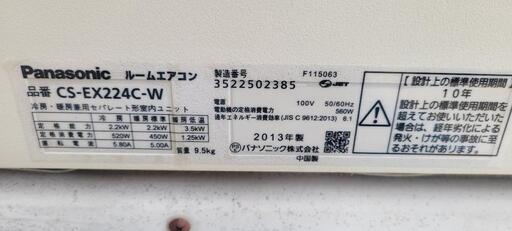 Panasonic ルームエアコン
品番 CS-EX224C-W
冷房・暖房兼用セパレート形室内ユニット
冷房 暖房 暖房低温
定格能力 2.2kW 2.2kW 3.5kW
定格消費電力 520W 450W 1.25kW
運転電流 5.80A 5.00A
質量 9.5kg
製造番号 F115063
3522502385 JET
電源 100V 50/60Hz
電動機の定格消費電力 560W
通年エネルギー消費効率(JIS C 9612:2013) 6.1
2013年製
パナソニック株式会社
中国製
【設計上の標準使用期間】
10年
設計上の標準使用期間を
超えてお使いいただいた
場合は、経年劣化による
発火・けが等の事故に至る
おそれがあります。